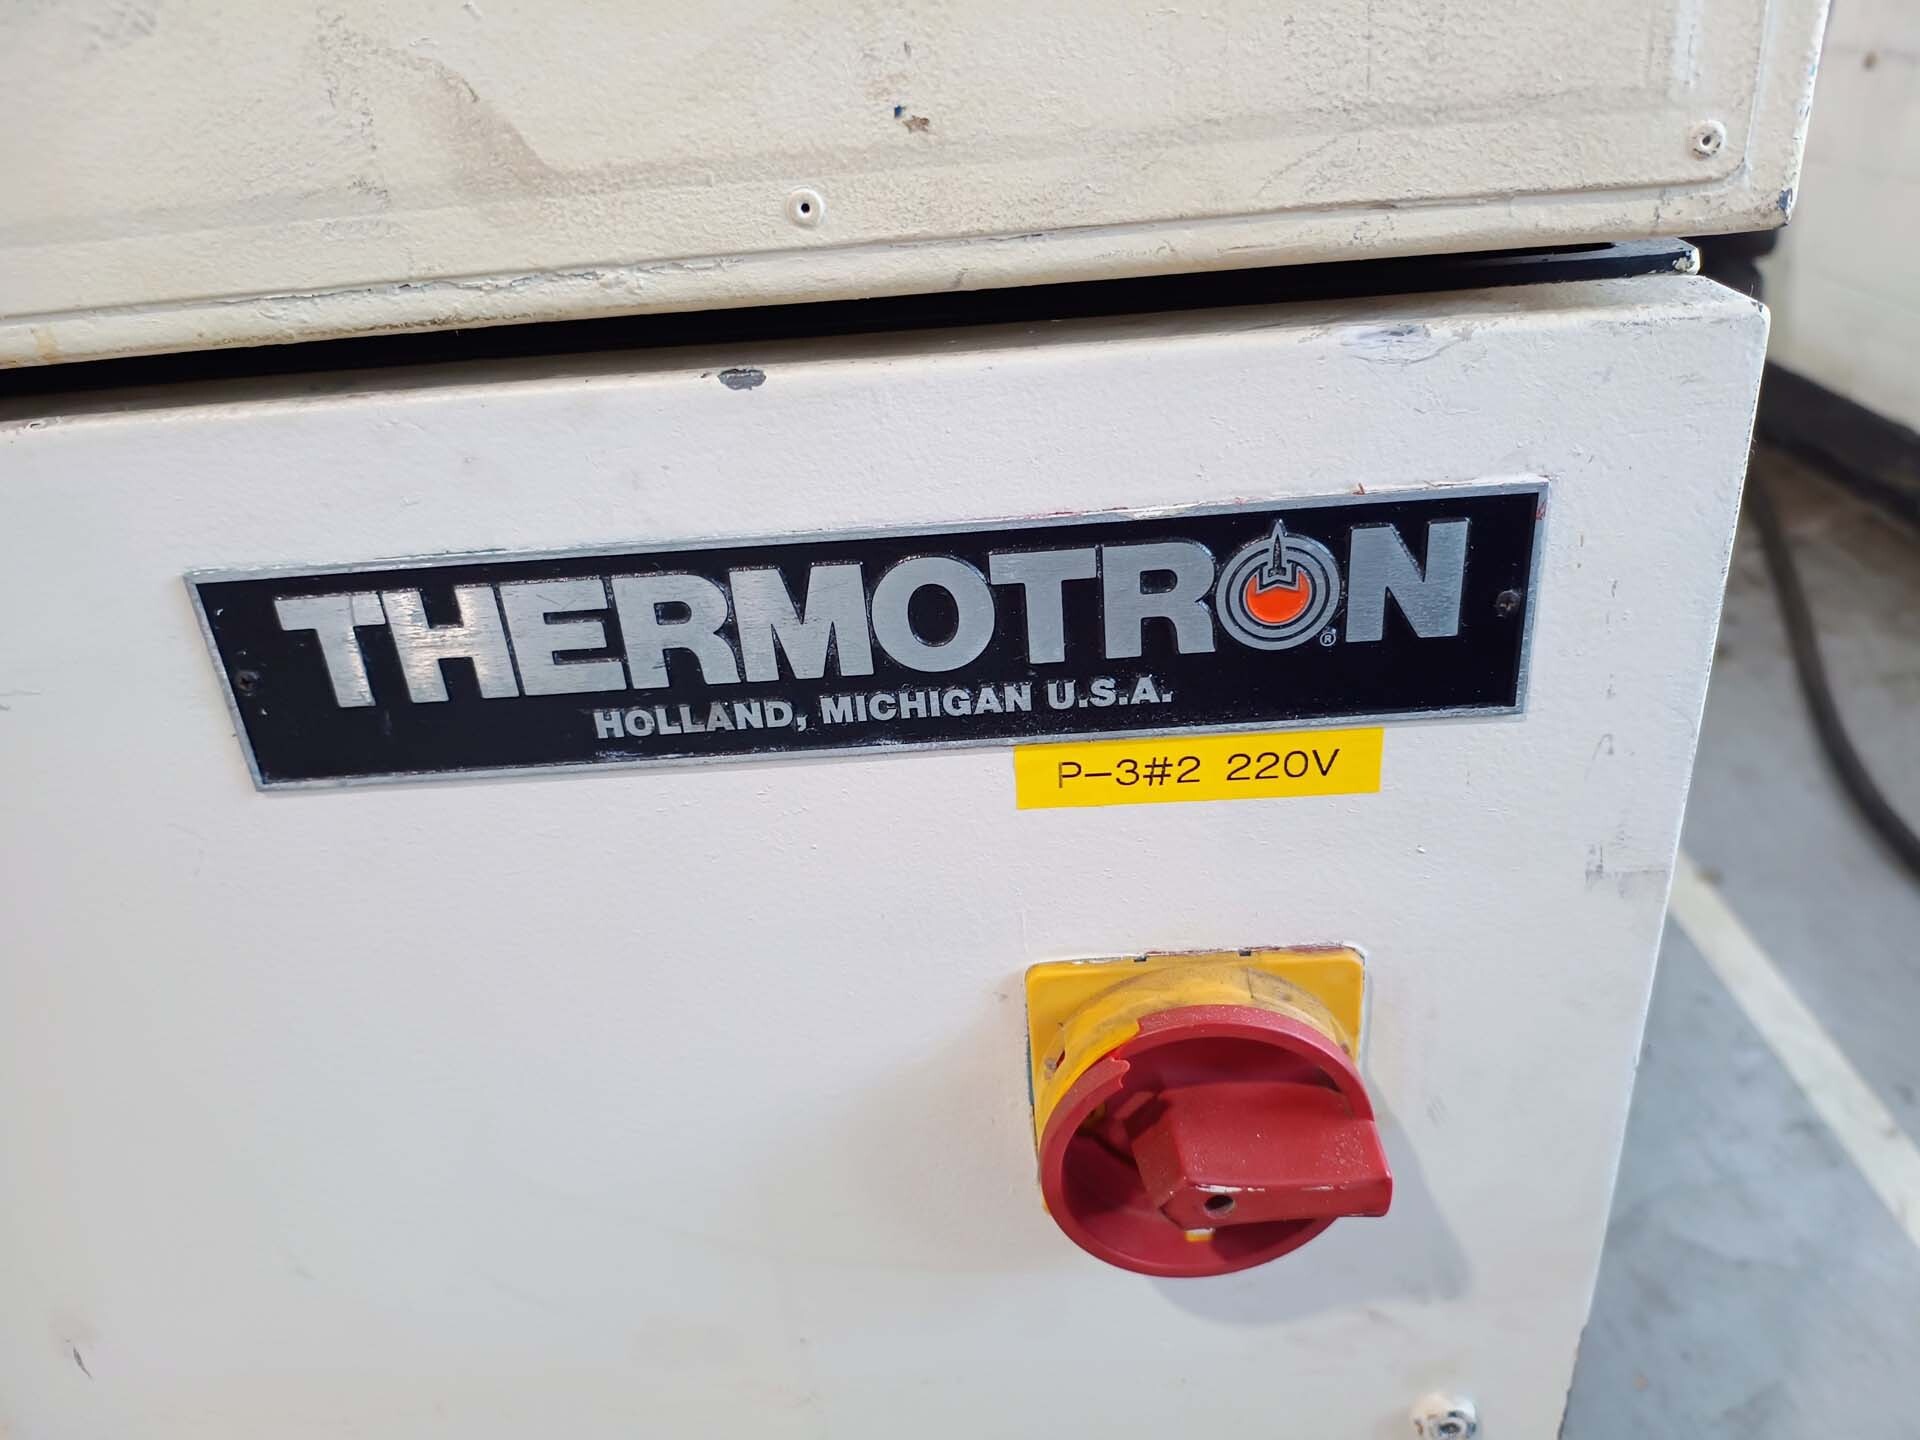 THERMOTRON®
HOLLAND, MICHIGAN U.S.A.
P-3#2 220V